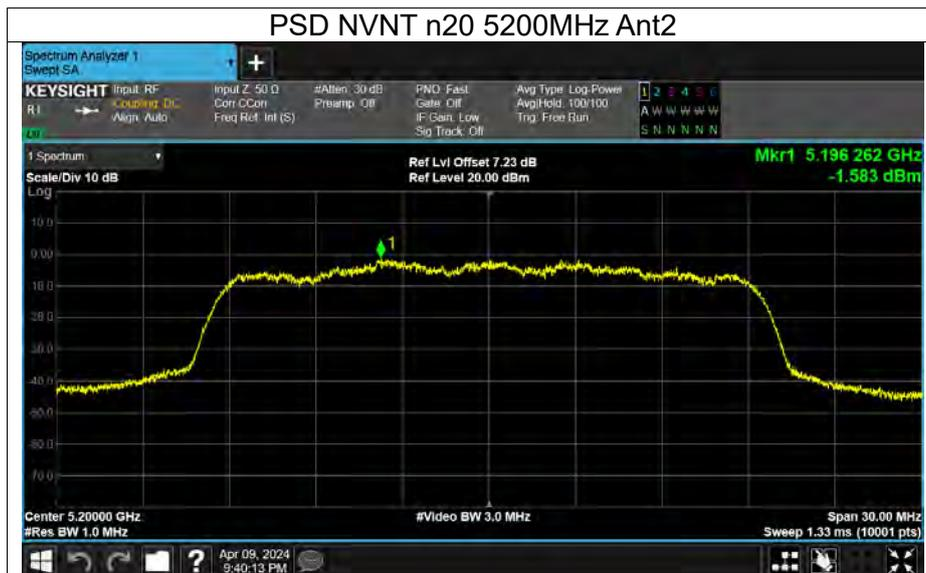 PSD NVNT n20 5200MHz Ant2
Spectrum Analyzer 1
Swept SA
+
KEYSIGHT Input: RF Input Z: 50 Ω #Atten: 30 dB PNO: Fast Avg Type: Log-Power 1 2 3 4 5 6
Coupling: DC Corr CCorr Preamp: Off Gate: Off Avg|Hold: 100/100 A W W W W W
Align: Auto Freq Ref: Int (S) IF Gain: Low Trig: Free Run
Sig Track: Off S N N N N N
1 Spectrum
Ref Lvl Offset 7.23 dB
Mkr1 5.196 262 GHz
Scale/Div 10 dB
Ref Level 20.00 dBm
-1.583 dBm
Log
10.0
1
0.00
-10.0
-20.0
-30.0
-40.0
-50.0
-60.0
-70.0
Center 5.20000 GHz #Video BW 3.0 MHz Span 30.00 MHz
#Res BW 1.0 MHz Sweep 1.33 ms (10001 pts)
? Apr 09, 2024
9:40:13 PM